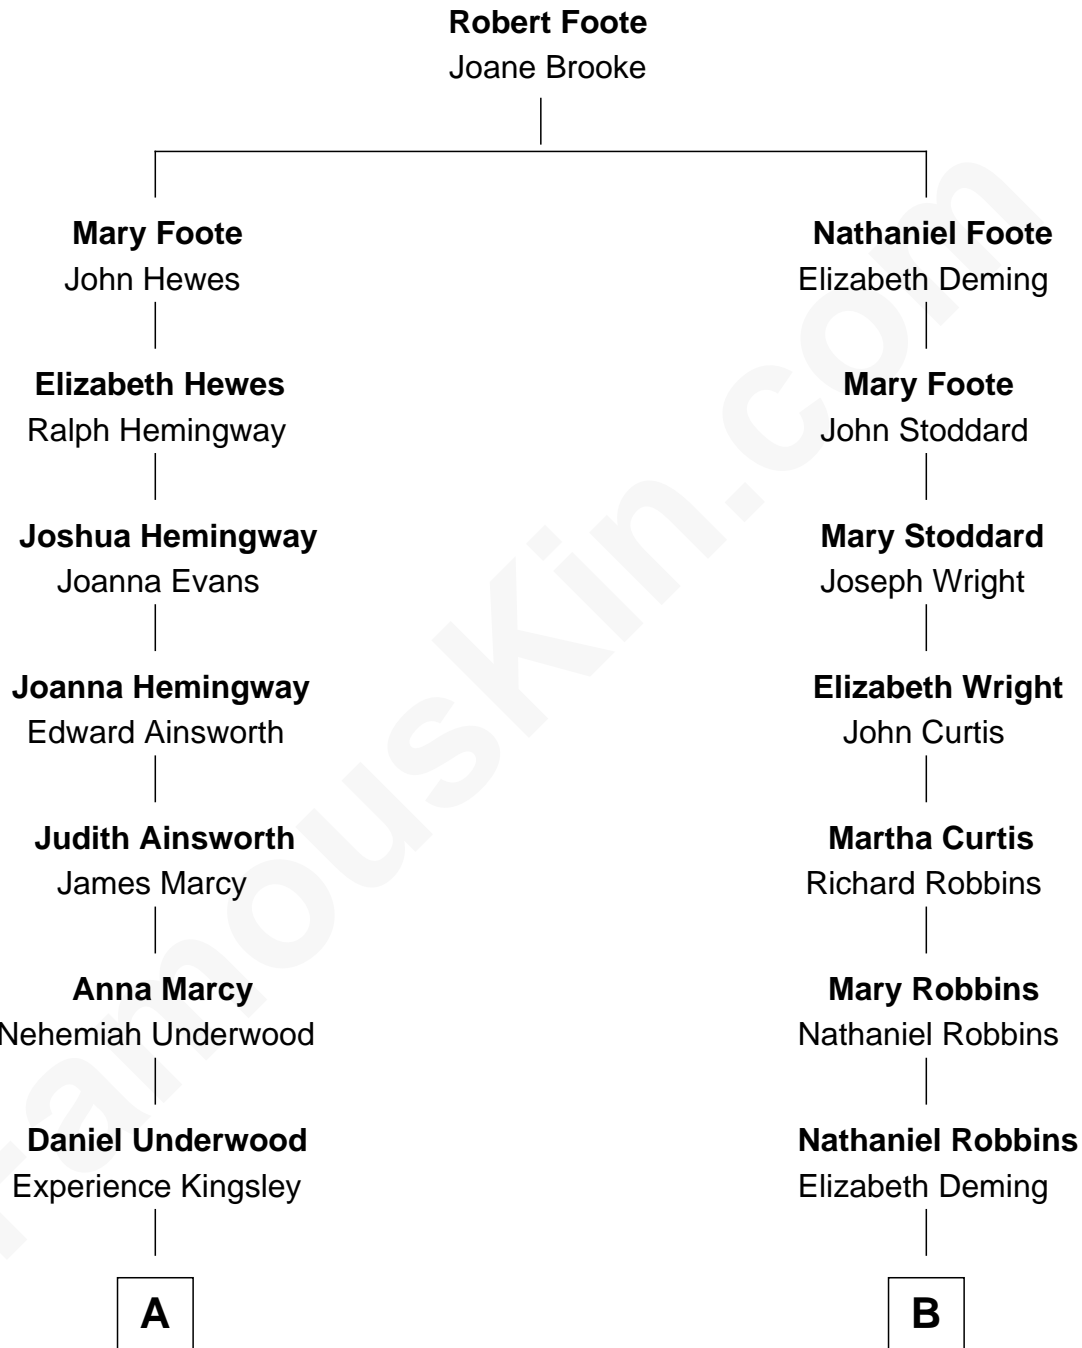 Robert Foote
Joane Brooke
Mary Foote
John Hewes
Nathaniel Foote
Elizabeth Deming
Elizabeth Hewes
Ralph Hemingway
Mary Foote
John Stoddard
Joshua Hemingway
Joanna Evans
Mary Stoddard
Joseph Wright
Joanna Hemingway
Edward Ainsworth
Elizabeth Wright
John Curtis
Judith Ainsworth
James Marcy
Martha Curtis
Richard Robbins
Anna Marcy
Nehemiah Underwood
Mary Robbins
Nathaniel Robbins
Daniel Underwood
Experience Kingsley
Nathaniel Robbins
Elizabeth Deming
A
B
FamousKin.com